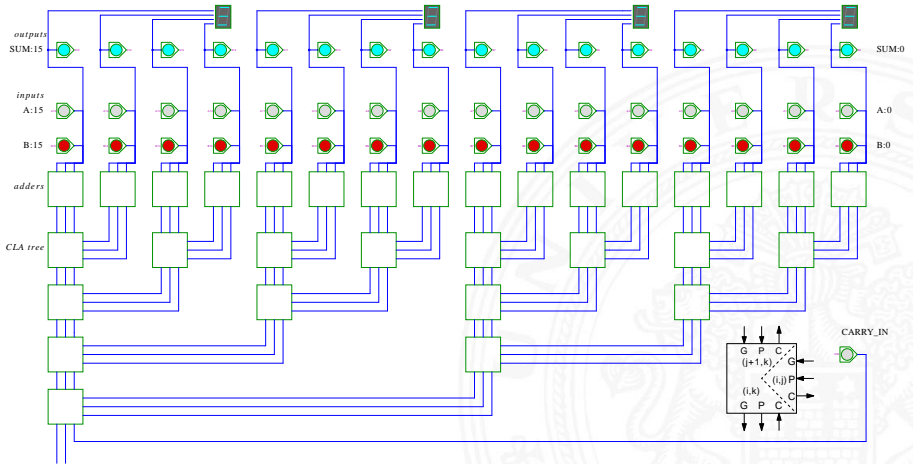 outputs
SUM:15 SUM:0
inputs
A:15 A:0
B:15 B:0
adders
CLA tree
CARRY_IN
G P C
(j+1,k) G
(i,j) P
(i,k) C
G P C